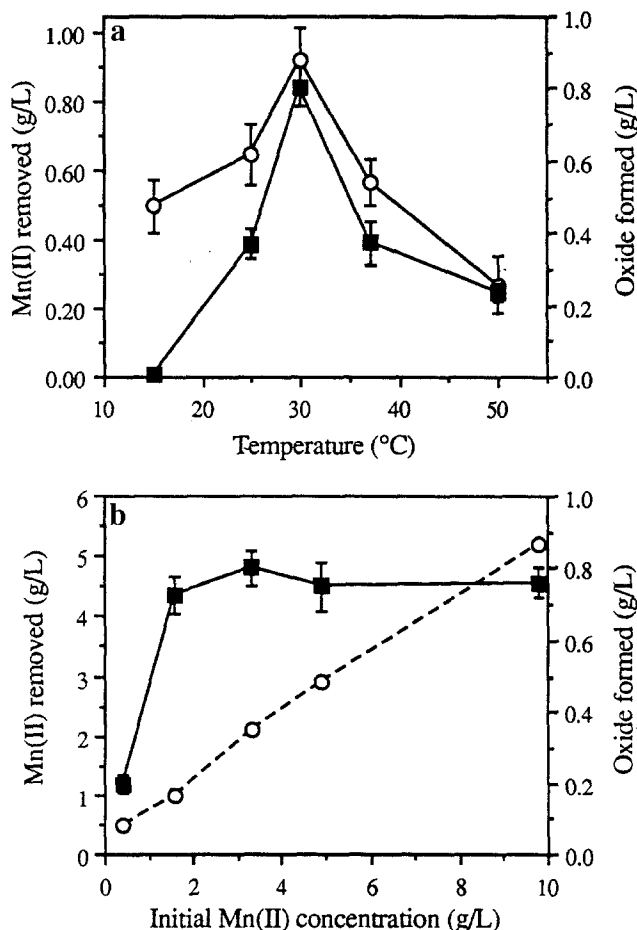 a
Mn(II) removed (g/L)
1.00
0.80
0.60
0.40
0.20
0.00
Oxide formed (g/L)
1.0
0.8
0.6
0.4
0.2
0.0
10 20 30 40 50
Temperature (°C)
b
Mn(II) removed (g/L)
6
5
4
3
2
1
0
Oxide formed (g/L)
1.0
0.8
0.6
0.4
0.2
0.0
0 2 4 6 8 10
Initial Mn(II) concentration (g/L)